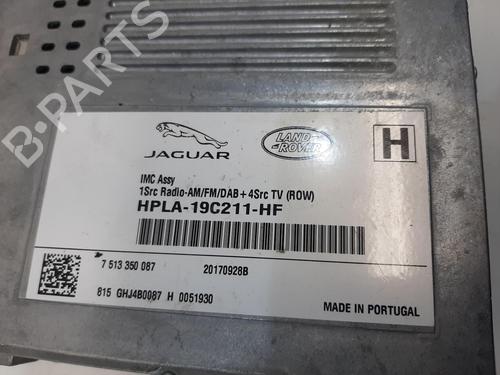 B-PARTS
JAGUAR
LAND ROVER
H
IMC Assy
1Src Radio-AM/FM/DAB+4Src TV (ROW)
HPLA-19C211-HF
7 513 350 087
20170928B
815 GHJ4B0087 H 0051930
MADE IN PORTUGAL